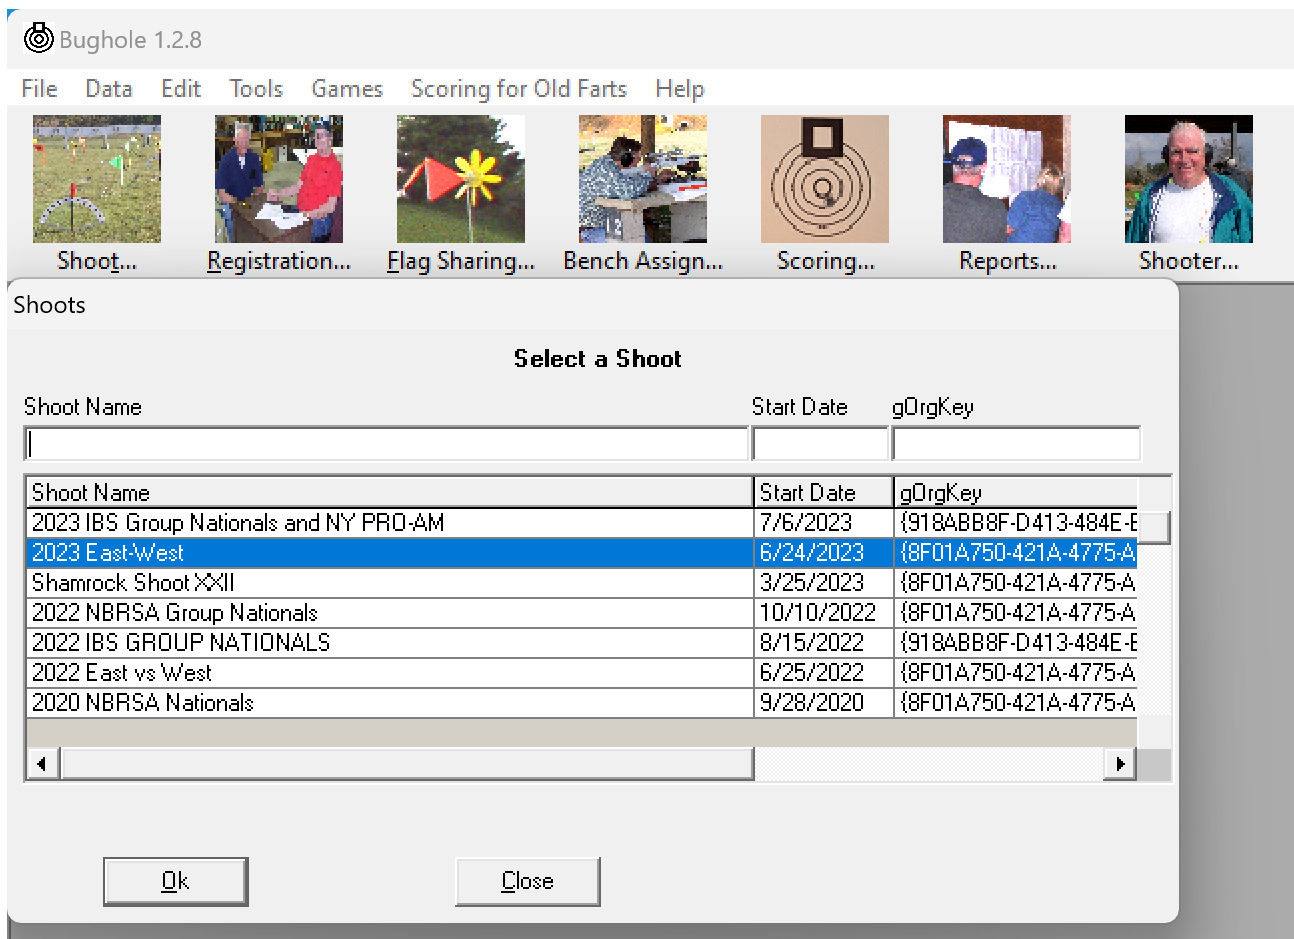 Bughole 1.2.8
File Data Edit Tools Games Scoring for Old Farts Help
Shoot... Registration... Flag Sharing... Bench Assign... Scoring... Reports... Shooter...
Shoots
Select a Shoot
Shoot Name Start Date gOrgKey
Shoot Name Start Date gOrgKey
2023 IBS Group Nationals and NY PRO-AM 7/6/2023 {918ABB8F-D413-484E-E
2023 East-West 6/24/2023 {8F01A750-421A-4775-A
Shamrock Shoot XXII 3/25/2023 {8F01A750-421A-4775-A
2022 NBRSA Group Nationals 10/10/2022 {8F01A750-421A-4775-A
2022 IBS GROUP NATIONALS 8/15/2022 {918ABB8F-D413-484E-E
2022 East vs West 6/25/2022 {8F01A750-421A-4775-A
2020 NBRSA Nationals 9/28/2020 {8F01A750-421A-4775-A
Ok Close